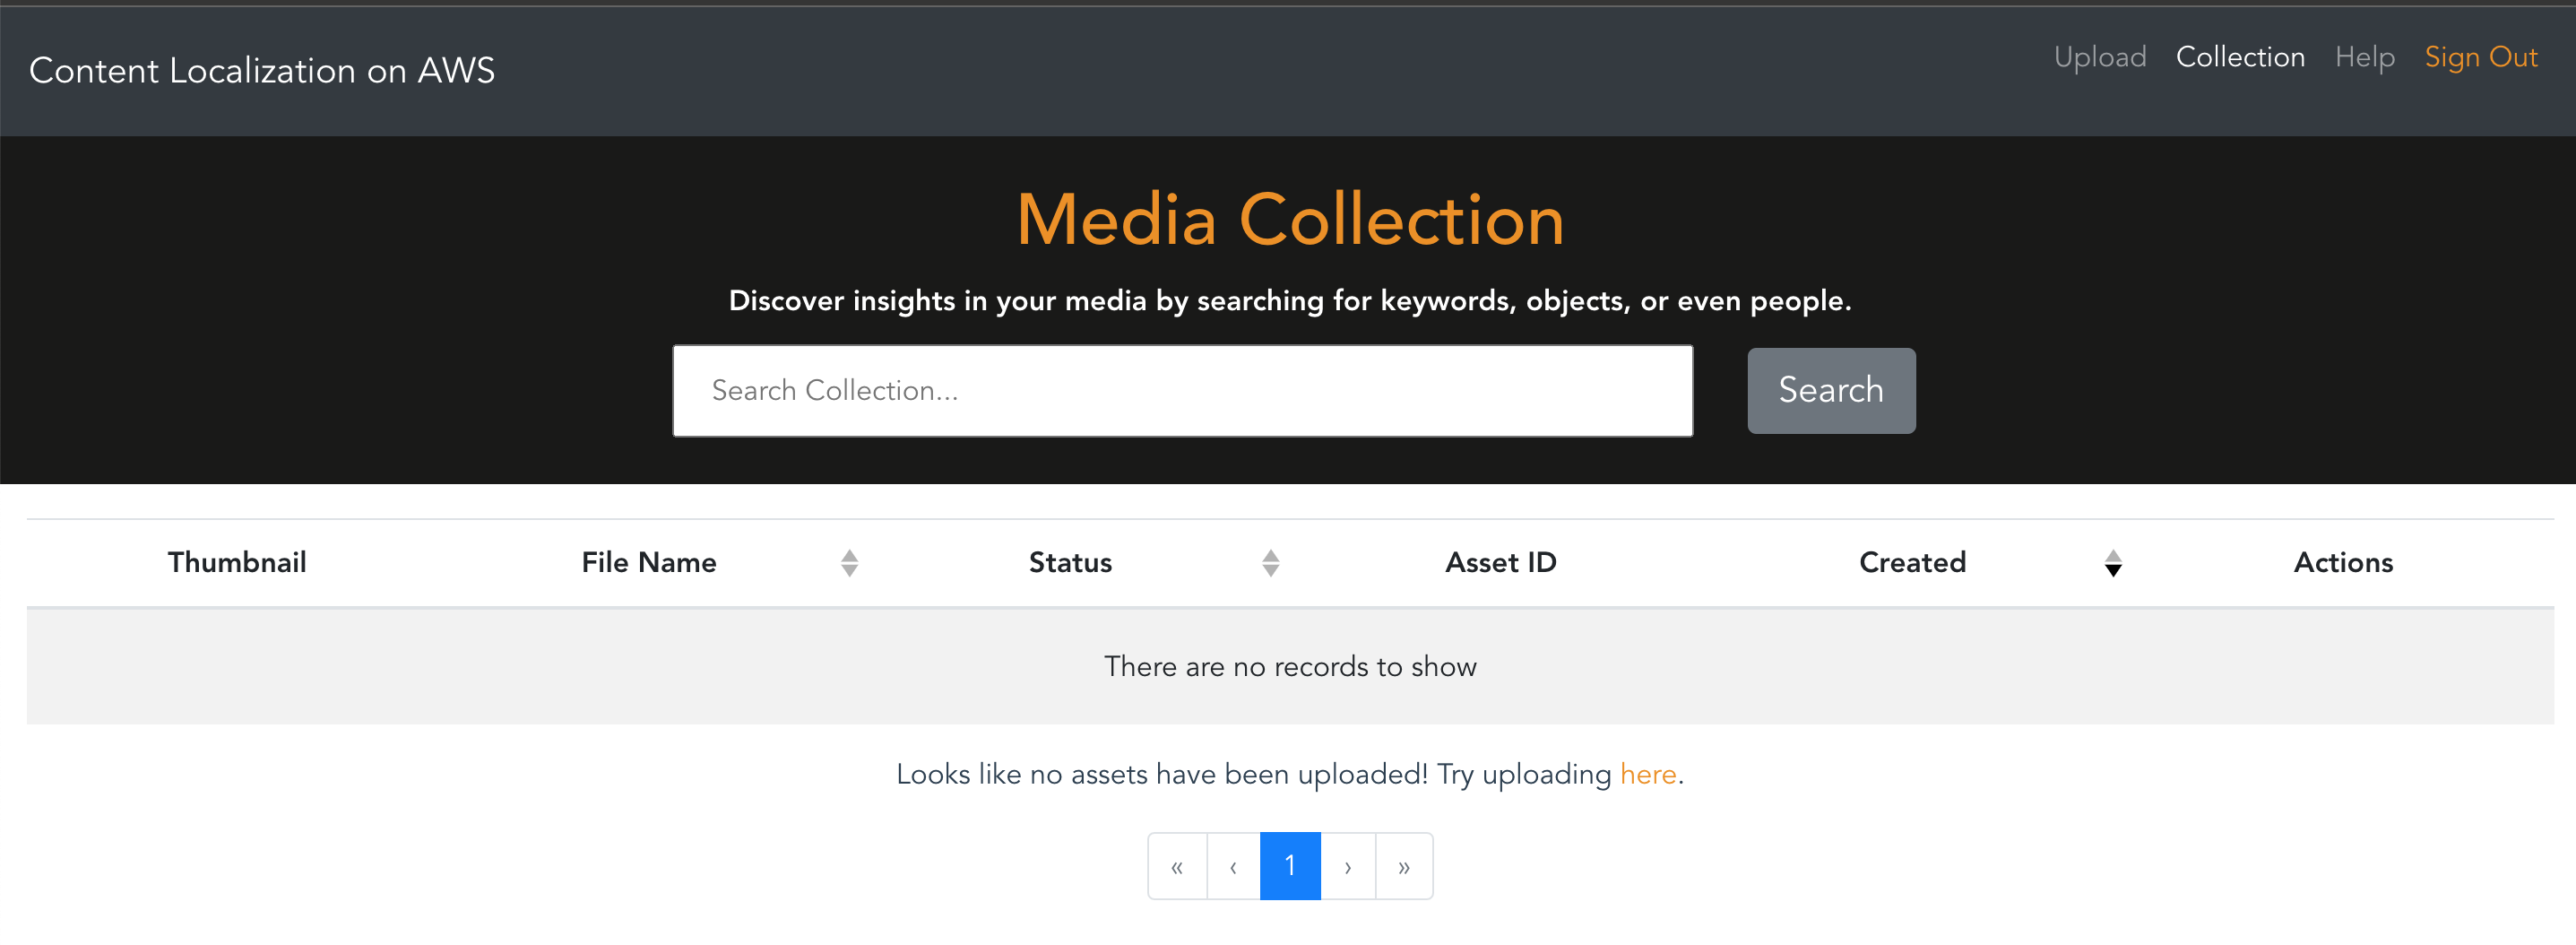 Content Localization on AWS
Upload Collection Help Sign Out
Media Collection
Discover insights in your media by searching for keywords, objects, or even people.
Search Collection...
Search
Thumbnail File Name Status Asset ID Created Actions
There are no records to show
Looks like no assets have been uploaded! Try uploading here.
« ‹ 1 › »